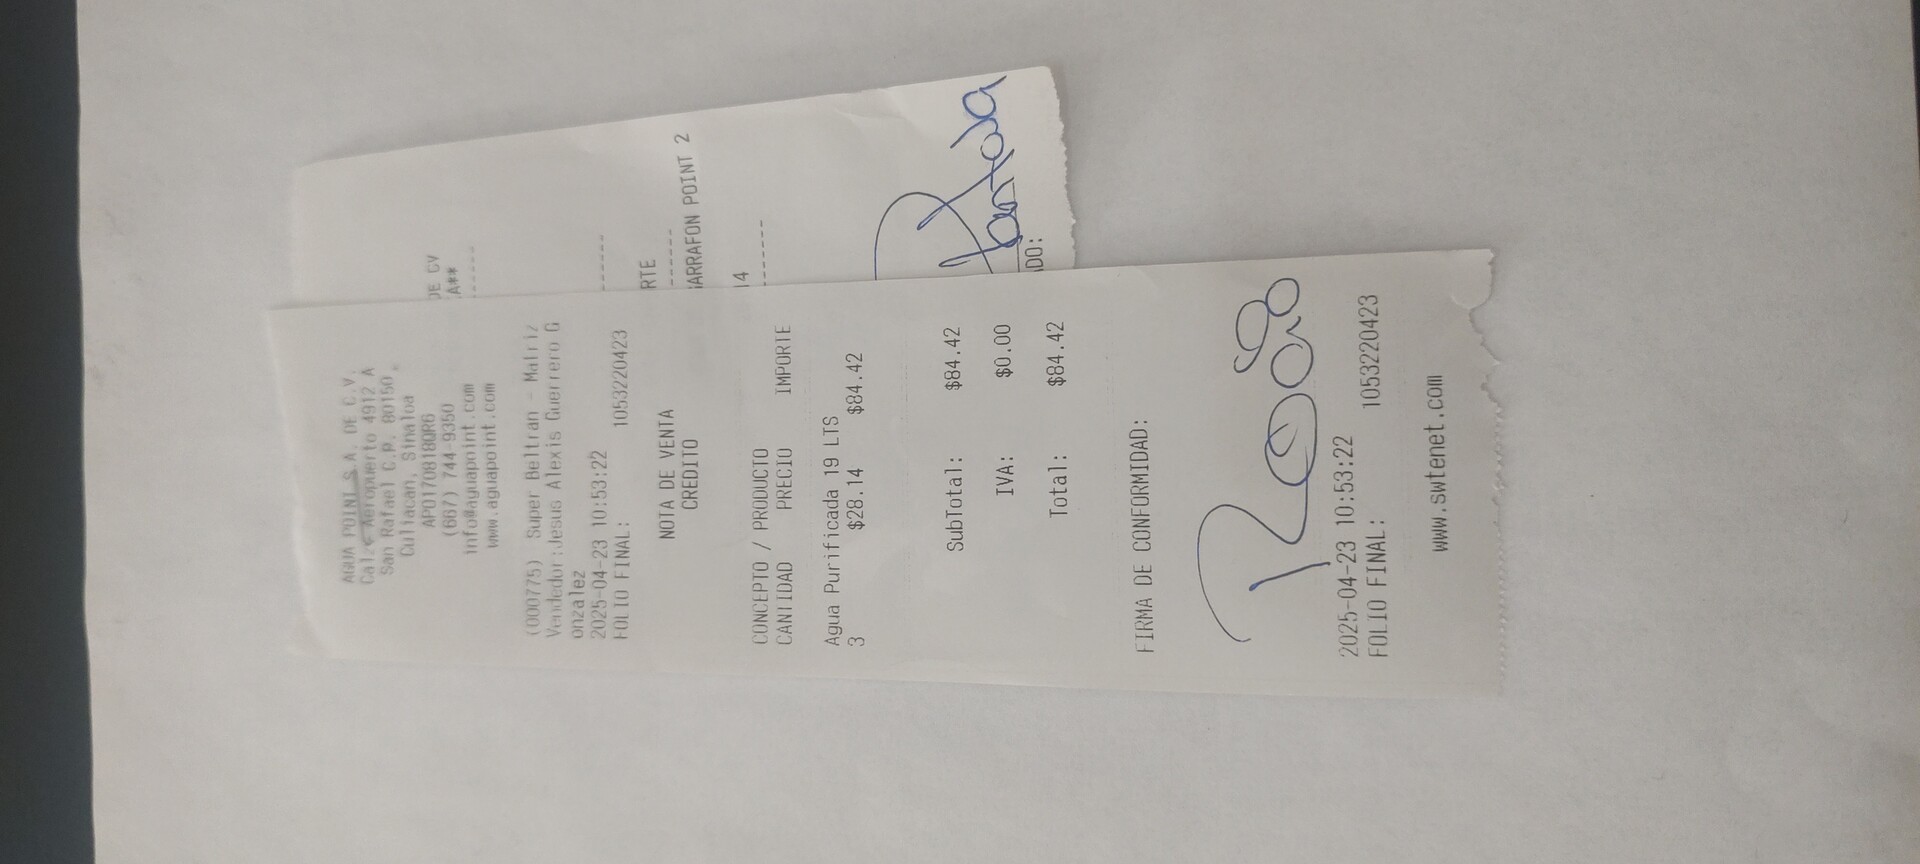 AGUA POINT S.A. DE C.V.
Calz Aeropuerto 4912 A
San Rafael C.P. 80150,
Culiacan, Sinaloa
APO170818QR6
(667) 744-9350
info@aguapoint.com
www.aguapoint.com
(000775) Super Beltran - Matriz
Vendedor:Jesus Alexis Guerrero G
onzalez
2025-04-23 10:53:22
FOLIO FINAL: 1053220423
NOTA DE VENTA
CREDITO
CONCEPTO / PRODUCTO
CANTIDAD PRECIO IMPORTE
Agua Purificada 19 LTS
3 $28.14 $84.42
SubTotal: $84.42
IVA: $0.00
Total: $84.42
FIRMA DE CONFORMIDAD:
2025-04-23 10:53:22
FOLIO FINAL: 1053220423
www.swtenet.com
DE CV
A**
------
------
RTE
------
ARRAFON POINT 2
14
-------
DO: